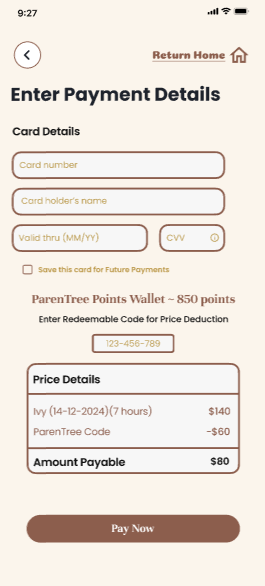 9:27
Return Home
Enter Payment Details
Card Details
Card number
Card holder's name
Valid thru (MM/YY)
CVV
Save this card for Future Payments
ParenTree Points Wallet ~ 850 points
Enter Redeemable Code for Price Deduction
123-456-789
Price Details
Ivy (14-12-2024)(7 hours) $140
ParenTree Code -$60
Amount Payable $80
Pay Now